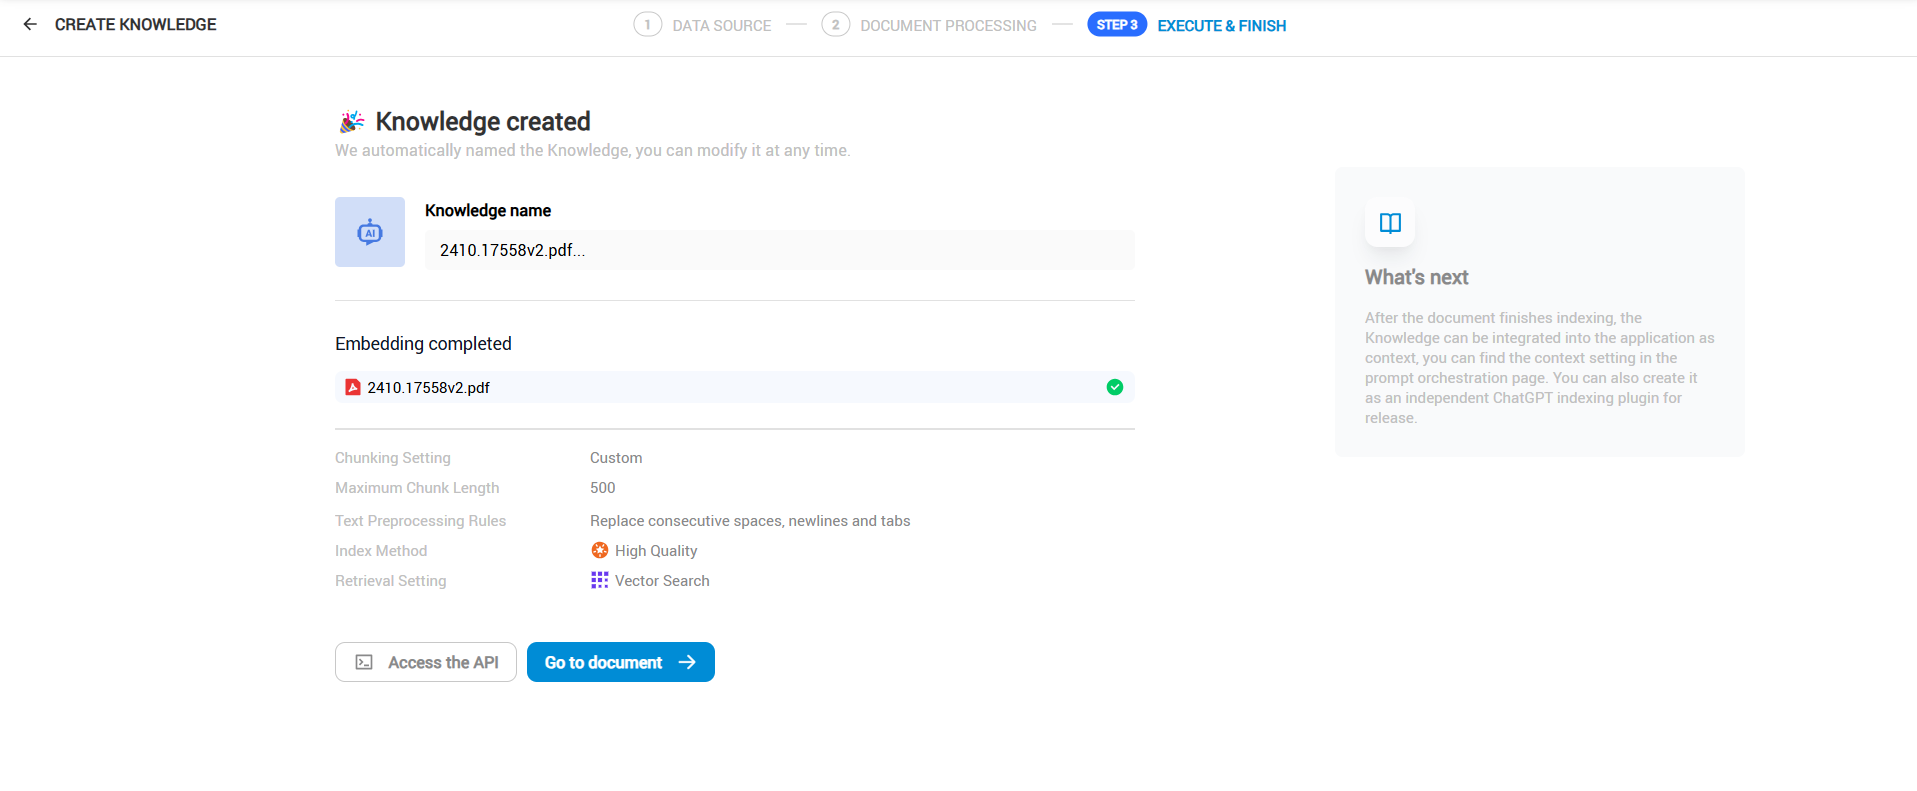 CREATE KNOWLEDGE
1 DATA SOURCE
2 DOCUMENT PROCESSING
STEP 3 EXECUTE & FINISH
Knowledge created
We automatically named the Knowledge, you can modify it at any time.
AI
Knowledge name
2410.17558v2.pdf...
Embedding completed
2410.17558v2.pdf
Chunking Setting Custom
Maximum Chunk Length 500
Text Preprocessing Rules Replace consecutive spaces, newlines and tabs
Index Method High Quality
Retrieval Setting Vector Search
Access the API
Go to document
What's next
After the document finishes indexing, the
Knowledge can be integrated into the application as
context, you can find the context setting in the
prompt orchestration page. You can also create it
as an independent ChatGPT indexing plugin for
release.